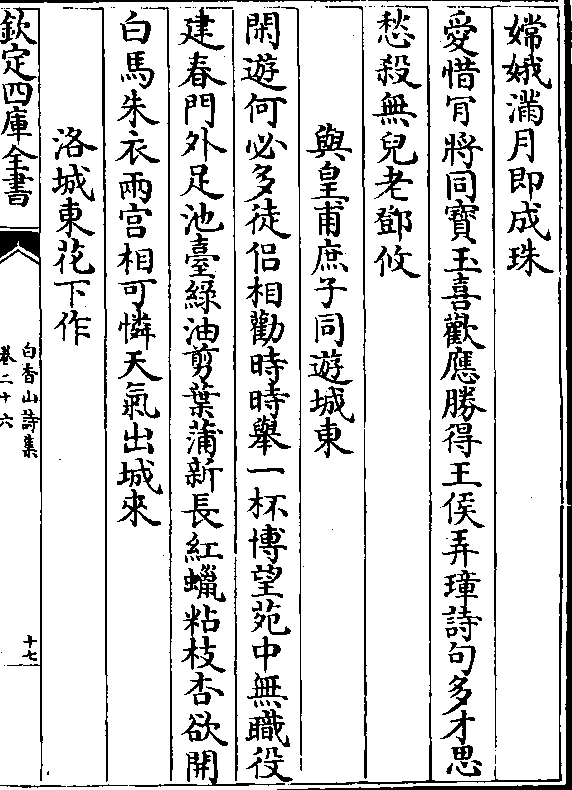 嫦娥滿月即成珠
愛惜肎將同寶玉喜歡應勝得王侯弄璋詩句多才思
愁殺無兒老鄧攸
與皇甫庶子同遊城東
閑遊何必多徒侣相勸時時舉一杯博望苑中無職役
建春門外足池臺綠油剪葉蒲新長紅蠟粘枝杏欲開
白馬朱衣兩宫相可憐天氣出城來
洛城東花下作
欽定四庫全書
白香山詩集
卷二十六
十七